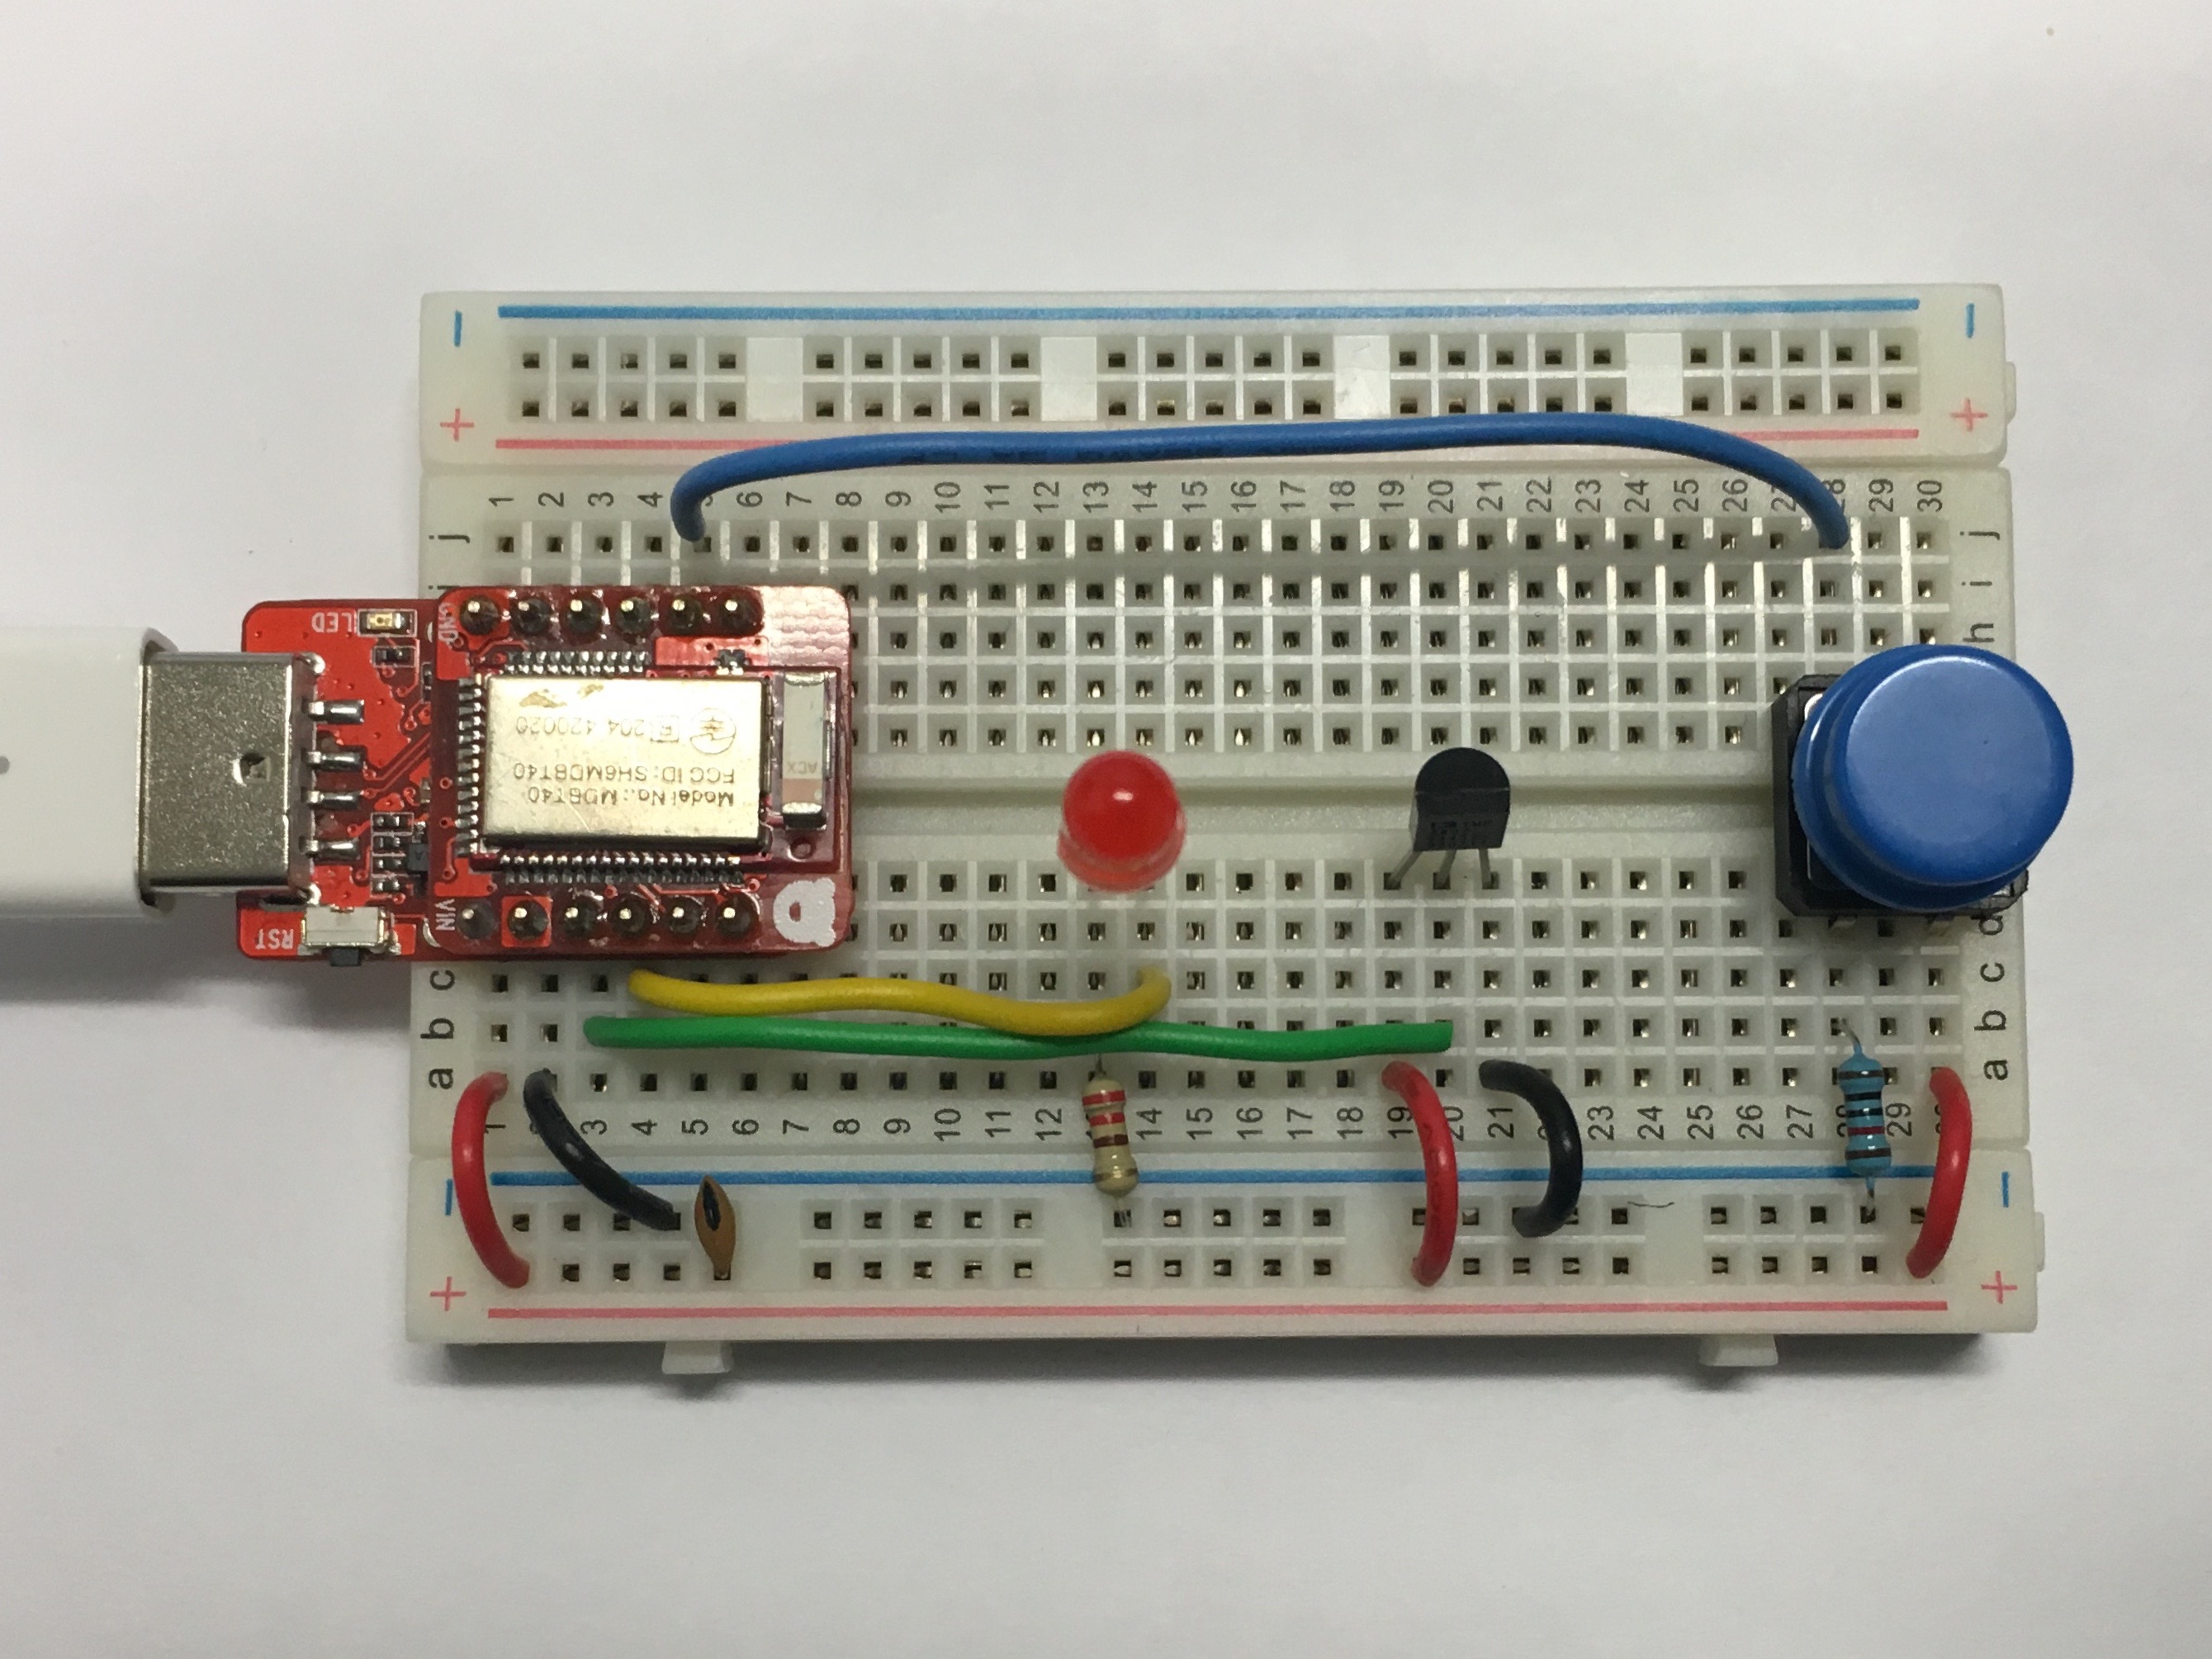 − −
+ +
1 2 3 4 5 6 7 8 9 10 11 12 13 14 15 16 17 18 19 20 21 22 23 24 25 26 27 28 29 30
j j
i i
h
LED
GND
Model No.: MDBT40
FCC ID: SH6MDBT40
R 204-420020
VIN
RST
d
c c
b b
a a
1 3 4 5 6 7 8 9 10 11 12 14 15 16 17 18 19 20 21 23 24 25 26 27 28 29
− −
+ +